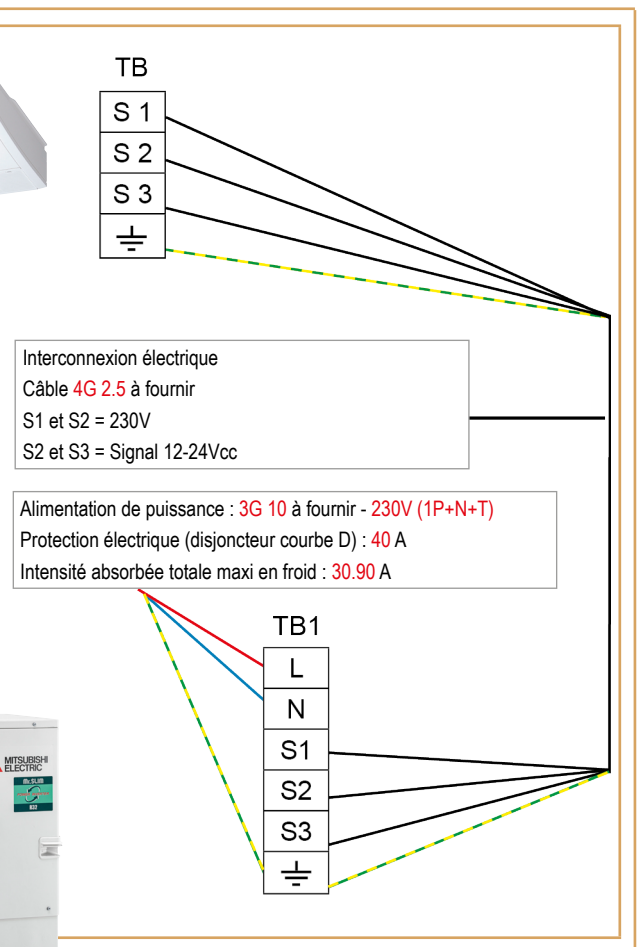 TB
S 1
S 2
S 3
Interconnexion électrique
Câble 4G 2.5 à fournir
S1 et S2 = 230V
S2 et S3 = Signal 12-24Vcc
Alimentation de puissance : 3G 10 à fournir - 230V (1P+N+T)
Protection électrique (disjoncteur courbe D) : 40 A
Intensité absorbée totale maxi en froid : 30.90 A
TB1
L
N
S1
S2
S3
MITSUBISHI
ELECTRIC
Mr.SLIM
R32